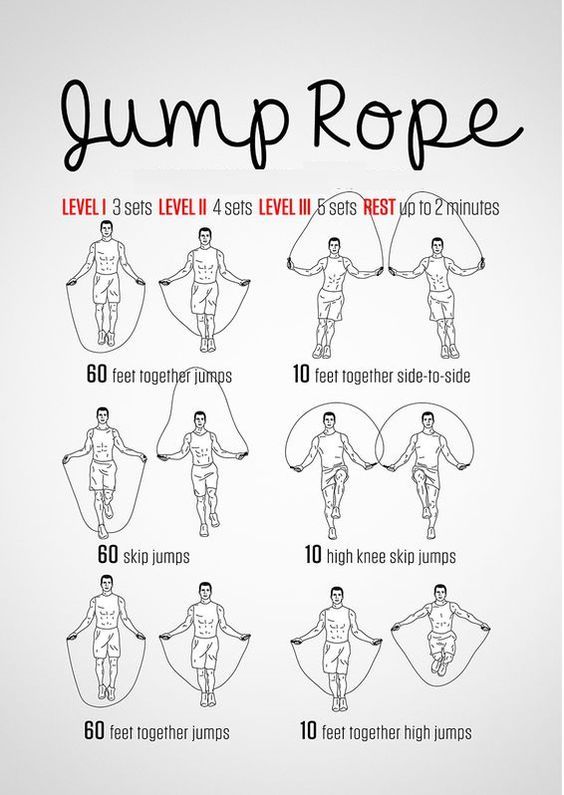 Jump Rope
LEVEL I 3 sets LEVEL II 4 sets LEVEL III 5 sets REST up to 2 minutes
60 feet together jumps
10 feet together side-to-side
60 skip jumps
10 high knee skip jumps
60 feet together jumps
10 feet together high jumps